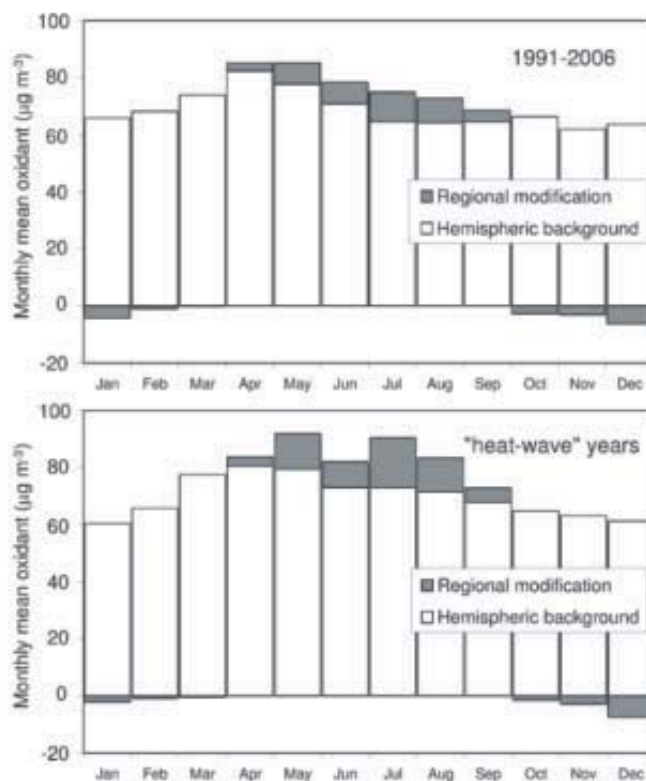 100
80
60
40
20
0
-20
Monthly mean oxidant (µg m-3)
1991-2006
Regional modification
Hemispheric background
Jan Feb Mar Apr May Jun Jul Aug Sep Oct Nov Dec
100
80
60
40
20
0
-20
Monthly mean oxidant (µg m-3)
"heat-wave" years
Regional modification
Hemispheric background
Jan Feb Mar Apr May Jun Jul Aug Sep Oct Nov Dec